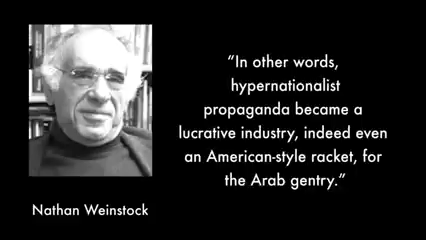 “In other words,
hypernationalist
propaganda became a
lucrative industry, indeed even
an American-style racket, for
the Arab gentry.”
Nathan Weinstock